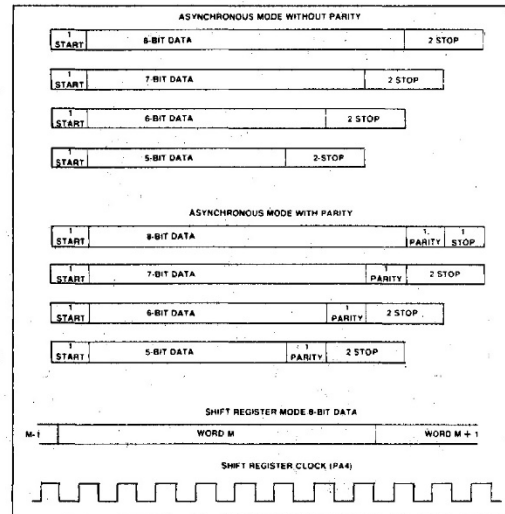 ASYNCHRONOUS MODE WITHOUT PARITY
1 START 8-BIT DATA 2 STOP
1 START 7-BIT DATA 2 STOP
1 START 6-BIT DATA 2 STOP
1 START 5-BIT DATA 2-STOP
ASYNCHRONOUS MODE WITH PARITY
1 START 8-BIT DATA 1 PARITY 1 STOP
1 START 7-BIT DATA 1 PARITY 2 STOP
1 START 6-BIT DATA 1 PARITY 2 STOP
1 START 5-BIT DATA 1 PARITY 2 STOP
SHIFT REGISTER MODE 8-BIT DATA
M-1 WORD M WORD M + 1
SHIFT REGISTER CLOCK (PA4)